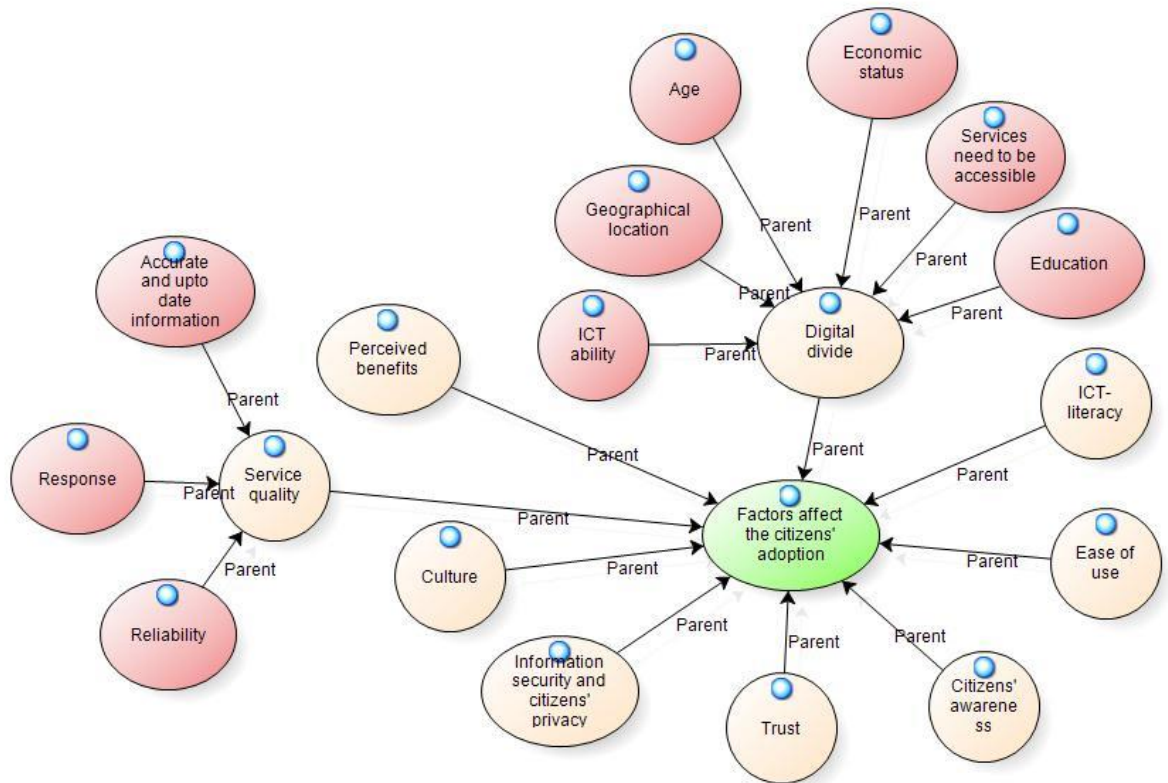 Economic
status
Age
Services
need to be
accessible
Geographical
location
Parent
Parent
Parent
Education
Accurate
and upto
date
information
Parent
Parent
ICT
ability
Parent
Digital
divide
Perceived
benefits
ICT-
literacy
Parent
Parent
Parent
Parent
Response
Parent
Service
quality
Parent
Factors affect
the citizens'
adoption
Parent
Ease of
use
Parent
Culture
Parent
Reliability
Parent
Parent
Parent
Information
security and
citizens'
privacy
Trust
Citizens'
awarene
ss